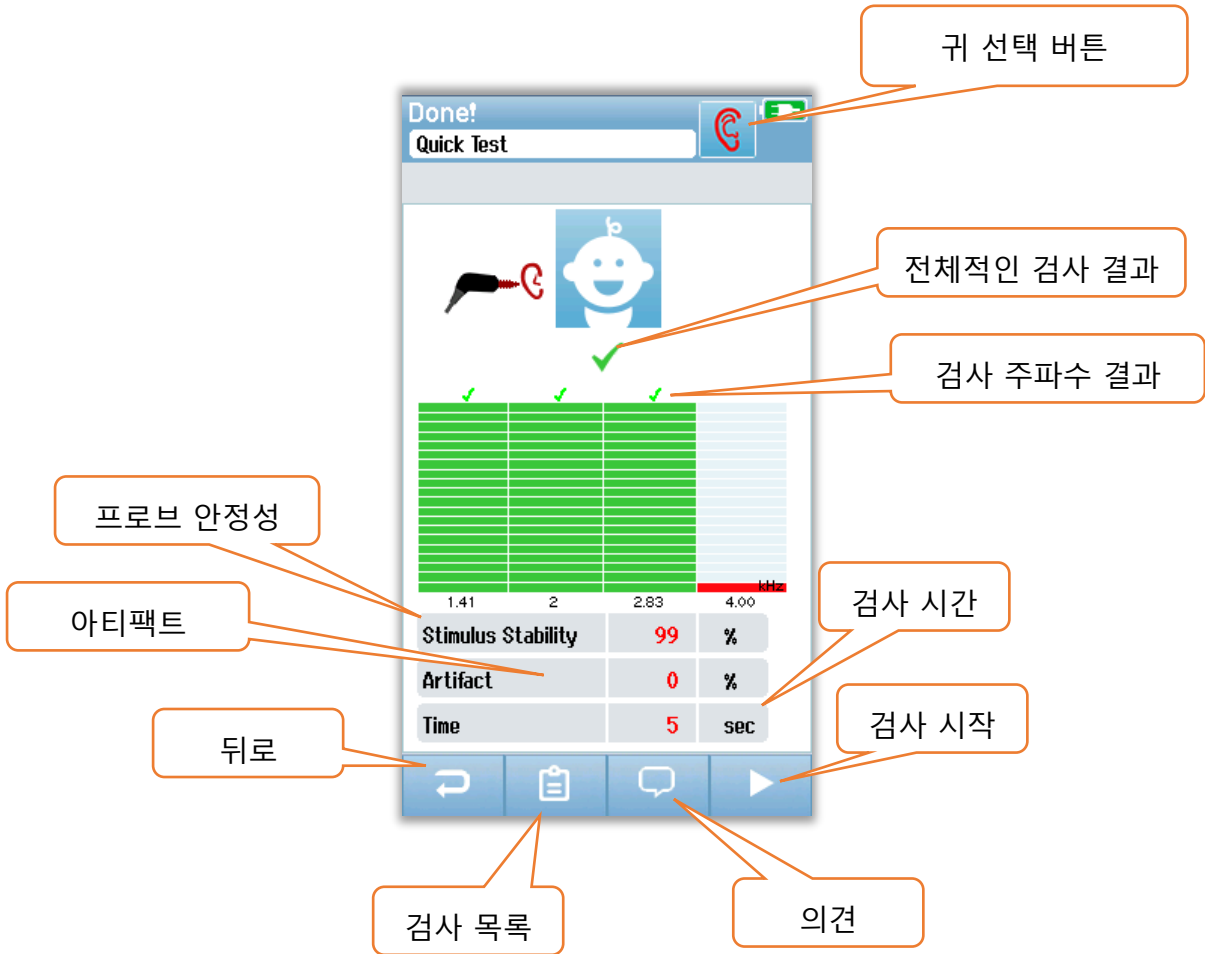 귀 선택 버튼
Done!
Quick Test
전체적인 검사 결과
검사 주파수 결과
프로브 안정성
아티팩트
kHz
1.41 2 2.83 4.00
검사 시간
Stimulus Stability 99 %
Artifact 0 %
Time 5 sec
검사 시작
뒤로
검사 목록
의견